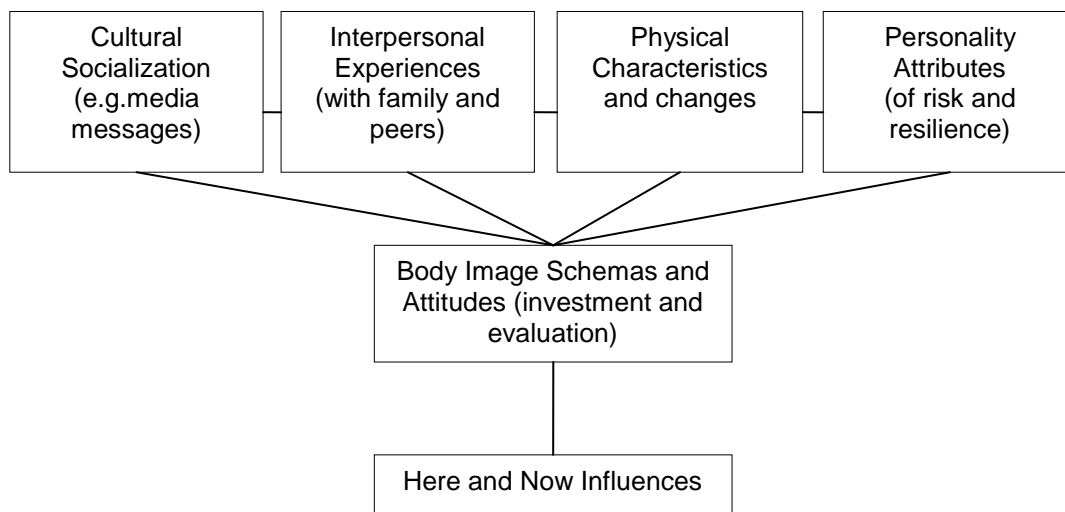 Cultural
Socialization
(e.g.media
messages)
Interpersonal
Experiences
(with family and
peers)
Physical
Characteristics
and changes
Personality
Attributes
(of risk and
resilience)
Body Image Schemas and
Attitudes (investment and
evaluation)
Here and Now Influences